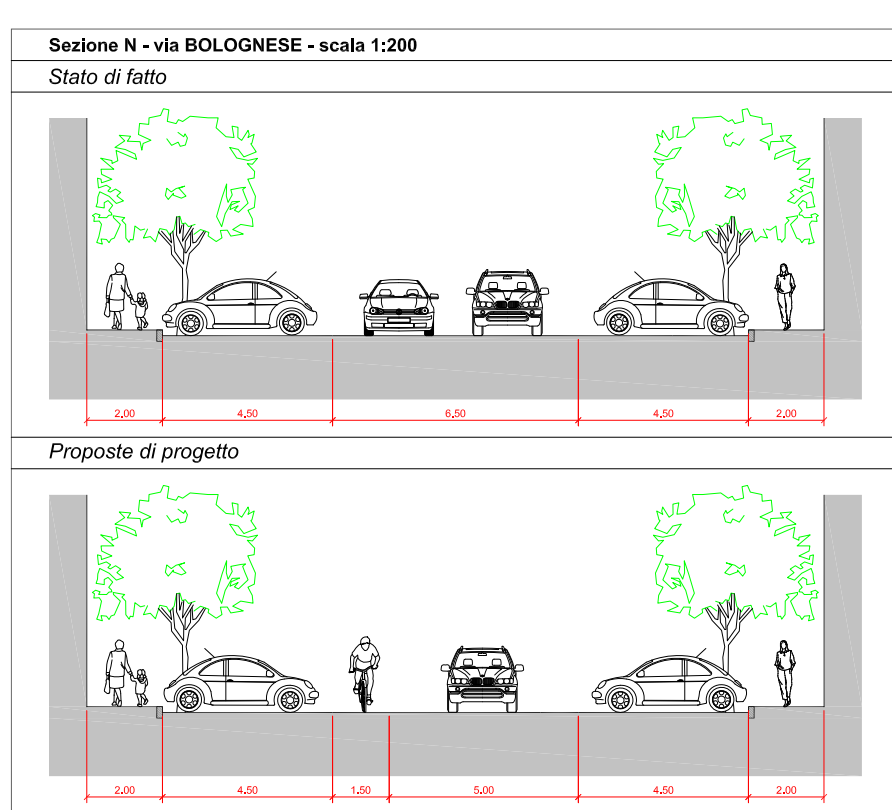 Sezione N - via BOLOGNESE - scala 1:200
Stato di fatto
2.00 4.50 6.50 4.50 2.00
Proposte di progetto
2.00 4.50 1.50 5.00 4.50 2.00